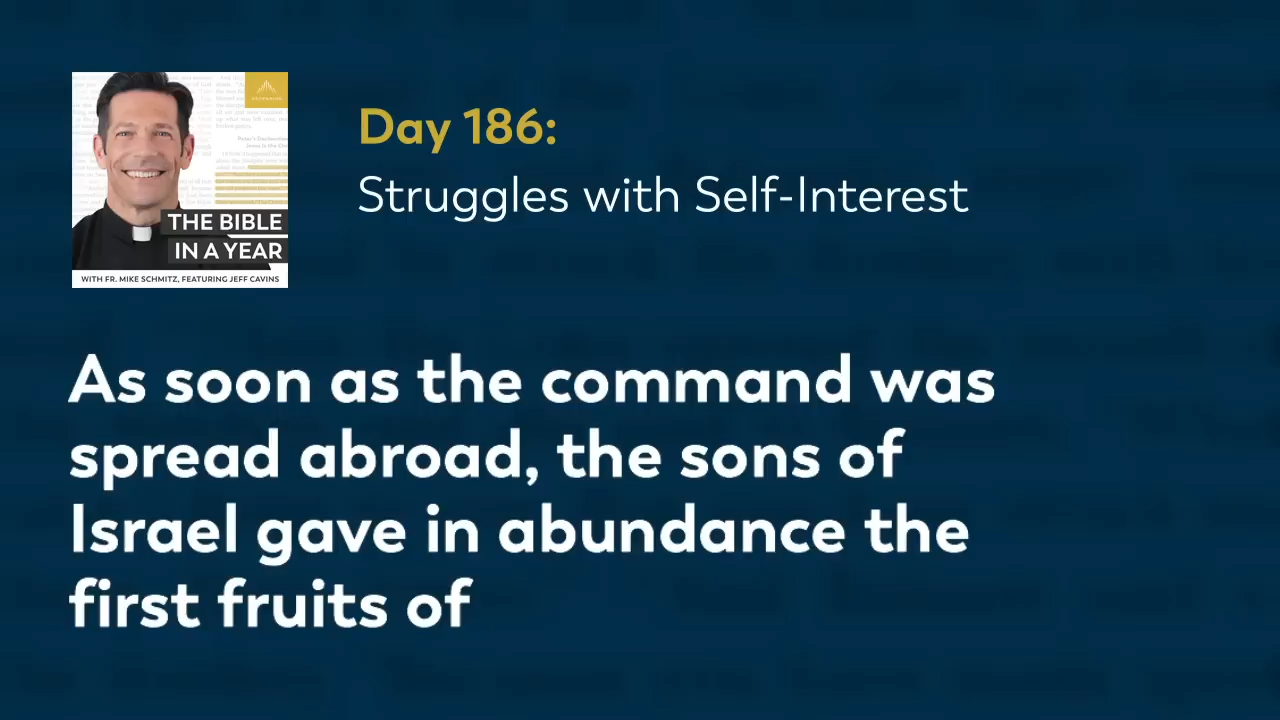 THE BIBLE
IN A YEAR
WITH FR. MIKE SCHMITZ, FEATURING JEFF CAVINS
Day 186:
Struggles with Self-Interest
As soon as the command was
spread abroad, the sons of
Israel gave in abundance the
first fruits of